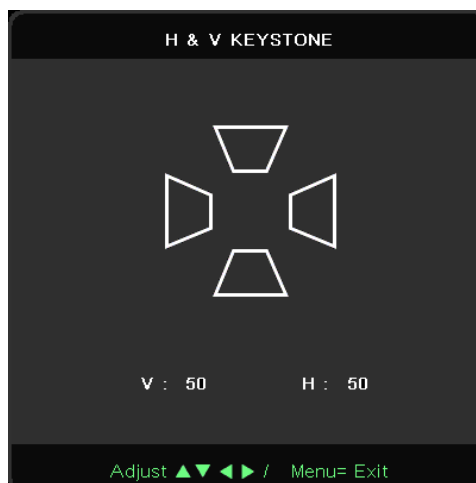 H & V KEYSTONE
V : 50 H : 50
Adjust ▲▼ ◀ ▶ / Menu= Exit